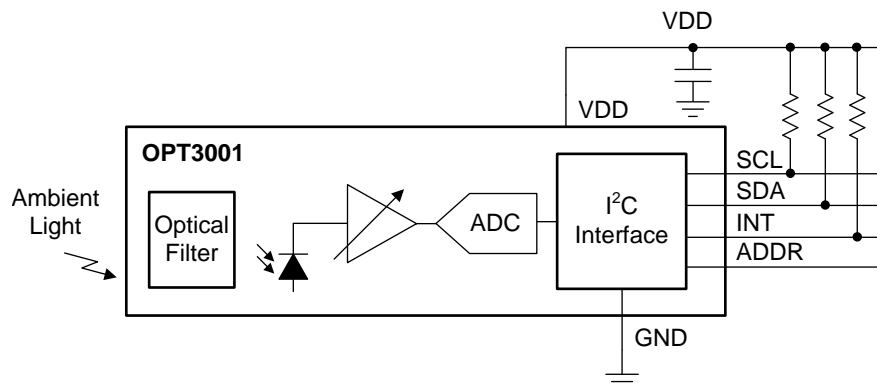 VDD
VDD
OPT3001
Ambient
Light
Optical
Filter
ADC
I²C
Interface
SCL
SDA
INT
ADDR
GND